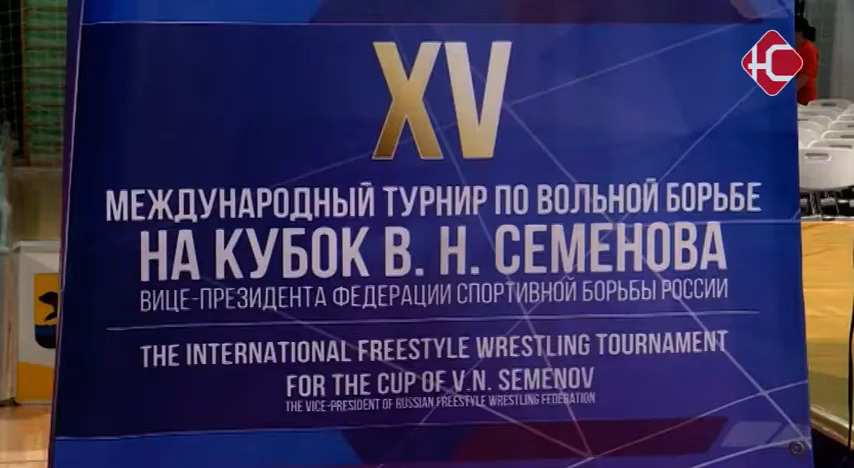 ЮС
XV
МЕЖДУНАРОДНЫЙ ТУРНИР ПО ВОЛЬНОЙ БОРЬБЕ
НА КУБОК В. Н. СЕМЕНОВА
ВИЦЕ-ПРЕЗИДЕНТА ФЕДЕРАЦИИ СПОРТИВНОЙ БОРЬБЫ РОССИИ
THE INTERNATIONAL FREESTYLE WRESTLING TOURNAMENT
FOR THE CUP OF V.N. SEMENOV
THE VICE-PRESIDENT OF RUSSIAN FREESTYLE WRESTLING FEDERATION